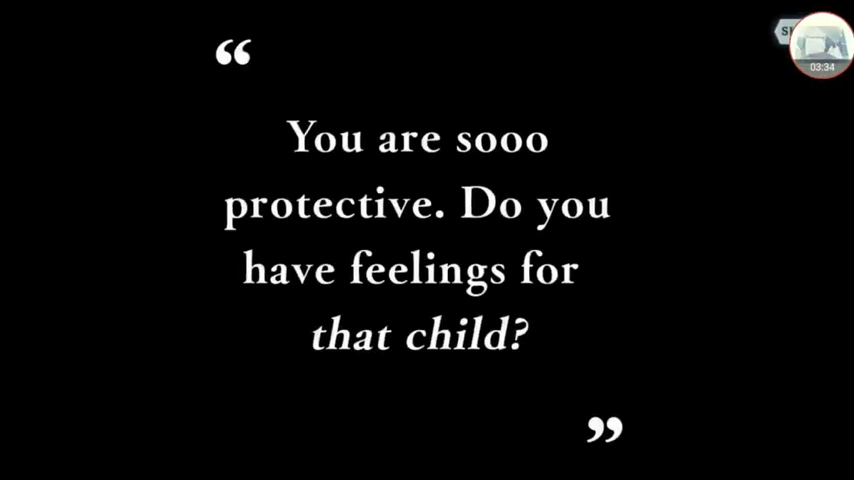 “
You are sooo
protective. Do you
have feelings for
that child?
”
03:34